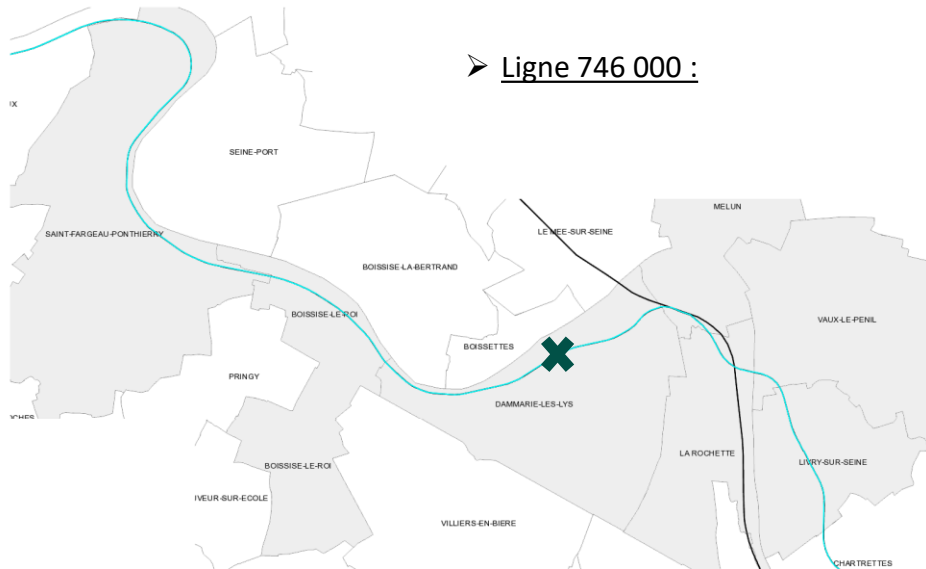 ➢ Ligne 746 000 :
UX
SEINE-PORT
MELUN
SAINT-FARGEAU-PONTHIERRY
LE MEE-SUR-SEINE
BOISSISE-LA-BERTRAND
BOISSISE-LE-ROI
VAUX-LE-PENIL
BOISSETTES
PRINGY
DAMMARIE-LES-LYS
OCHES
LA ROCHETTE
BOISSISE-LE-ROI
LIVRY-SUR-SEINE
IVEUR-SUR-ECOLE
VILLIERS-EN-BIERE
CHARTRETTES